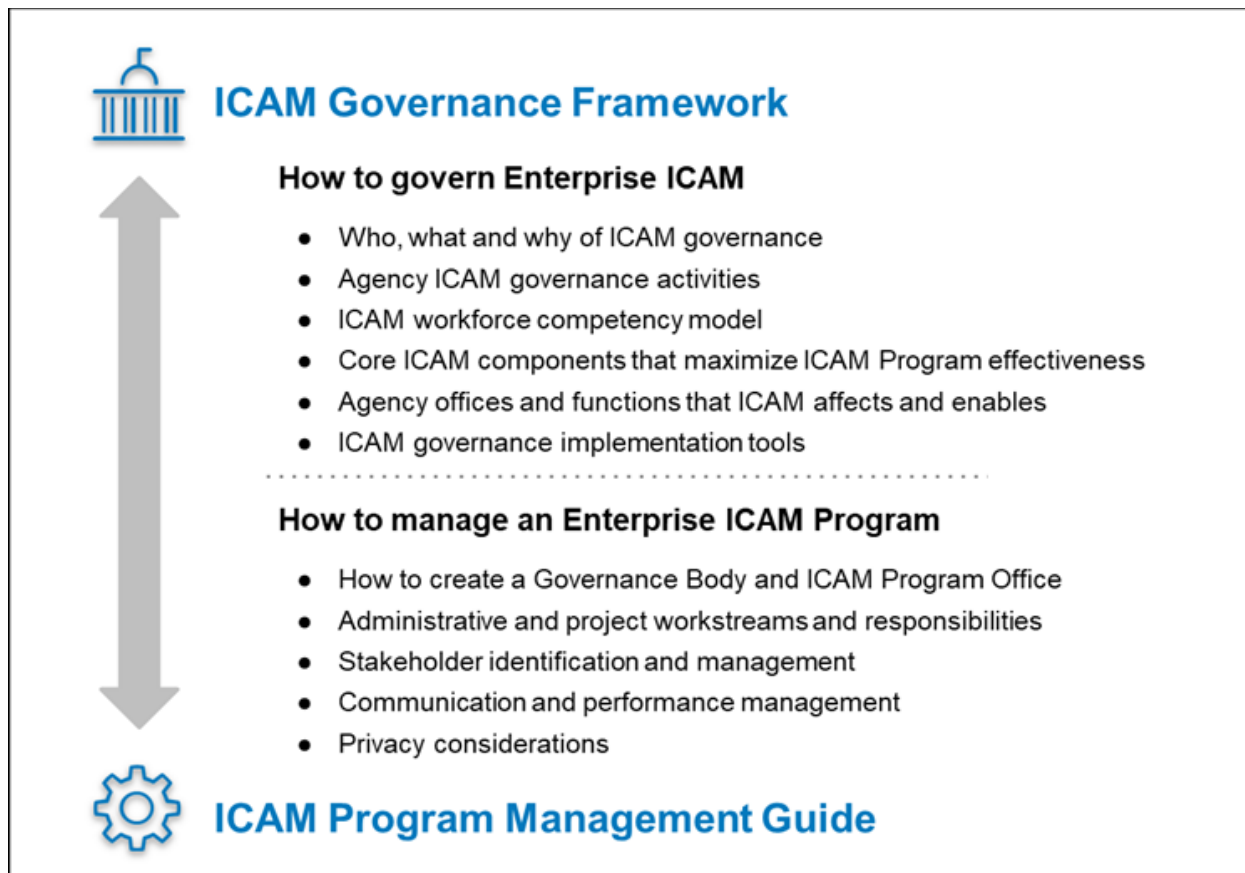 ICAM Governance Framework
How to govern Enterprise ICAM
● Who, what and why of ICAM governance
● Agency ICAM governance activities
● ICAM workforce competency model
● Core ICAM components that maximize ICAM Program effectiveness
● Agency offices and functions that ICAM affects and enables
● ICAM governance implementation tools
How to manage an Enterprise ICAM Program
● How to create a Governance Body and ICAM Program Office
● Administrative and project workstreams and responsibilities
● Stakeholder identification and management
● Communication and performance management
● Privacy considerations
ICAM Program Management Guide